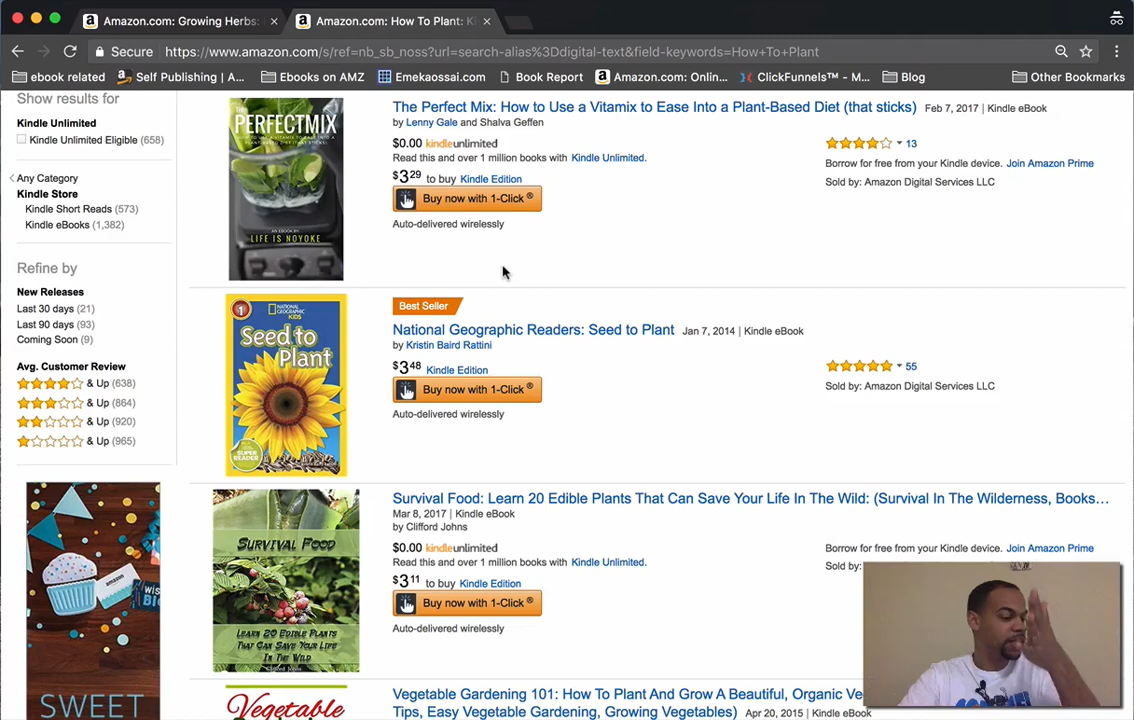 Amazon.com: Growing Herbs:
Amazon.com: How To Plant: Ki
Secure
https://www.amazon.com/s/ref=nb_sb_noss?url=search-alias%3Ddigital-text&field-keywords=How+To+Plant
ebook related
Self Publishing | A...
Ebooks on AMZ
Emekaossai.com
Book Report
Amazon.com: Onlin...
ClickFunnels™ – M...
Blog
Other Bookmarks
Show results for
Kindle Unlimited
Kindle Unlimited Eligible (658)
Any Category
Kindle Store
Kindle Short Reads (573)
Kindle eBooks (1,382)
Refine by
New Releases
Last 30 days (21)
Last 90 days (93)
Coming Soon (9)
Avg. Customer Review
& Up (638)
& Up (864)
& Up (920)
& Up (965)
SWEET
THE
PERFECTMIX
AN EBOOK BY
LIFE IS NOYOKE
The Perfect Mix: How to Use a Vitamix to Ease Into a Plant-Based Diet (that sticks) Feb 7, 2017 | Kindle eBook
by Lenny Gale and Shalva Geffen
$0.00 kindleunlimited
Read this and over 1 million books with Kindle Unlimited.
$3 29 to buy Kindle Edition
Buy now with 1-Click ®
Auto-delivered wirelessly
13
Borrow for free from your Kindle device. Join Amazon Prime
Sold by: Amazon Digital Services LLC
1
NATIONAL
GEOGRAPHIC
KiDS
Seed to
Plant
SUPER
READER
Best Seller
National Geographic Readers: Seed to Plant Jan 7, 2014 | Kindle eBook
by Kristin Baird Rattini
$3 48 Kindle Edition
Buy now with 1-Click ®
Auto-delivered wirelessly
55
Sold by: Amazon Digital Services LLC
SURVIVAL FOOD
LEARN 20 EDIBLE PLANTS
THAT CAN SAVE YOUR LIFE
IN THE WILD
Clifford Johns
Survival Food: Learn 20 Edible Plants That Can Save Your Life In The Wild: (Survival In The Wilderness, Books...
Mar 8, 2017 | Kindle eBook
by Clifford Johns
$0.00 kindleunlimited
Read this and over 1 million books with Kindle Unlimited.
$3 11 to buy Kindle Edition
Buy now with 1-Click ®
Auto-delivered wirelessly
Borrow for free from your Kindle device. Join Amazon Prime
Sold by:
Vegetable
Vegetable Gardening 101: How To Plant And Grow A Beautiful, Organic Ve
Tips, Easy Vegetable Gardening, Growing Vegetables) Apr 20, 2015 | Kindle